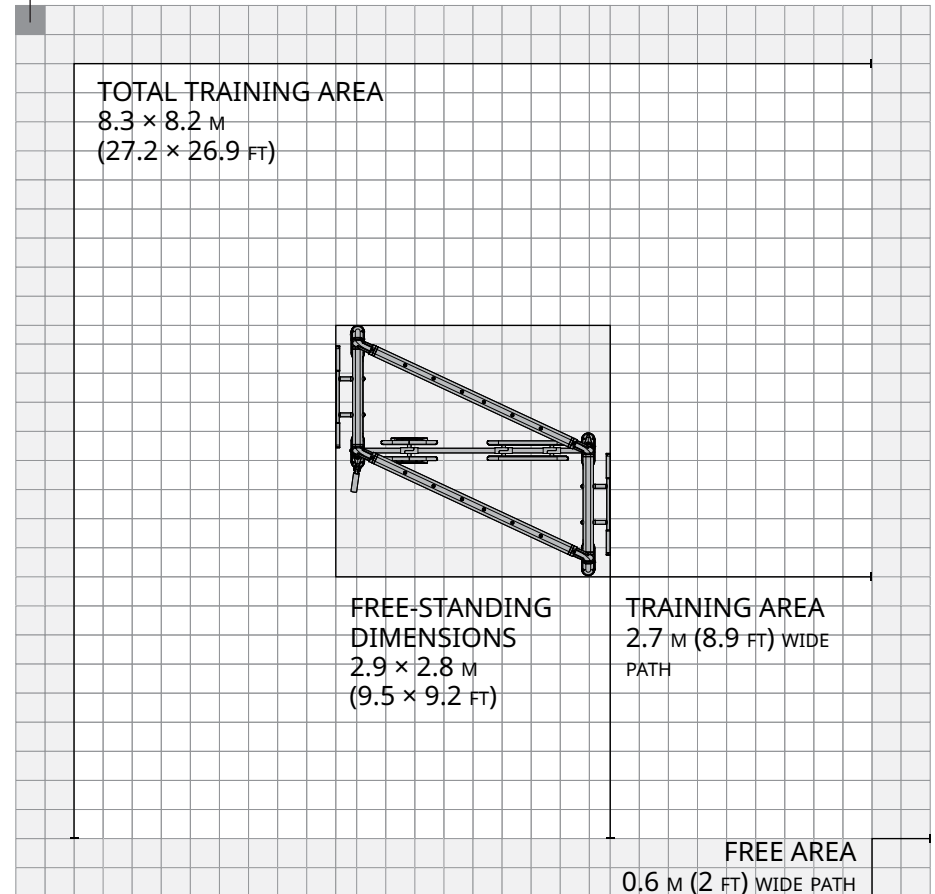 TOTAL TRAINING AREA
8.3 × 8.2 M
(27.2 × 26.9 FT)
FREE-STANDING
DIMENSIONS
2.9 × 2.8 M
(9.5 × 9.2 FT)
TRAINING AREA
2.7 M (8.9 FT) WIDE
PATH
FREE AREA
0.6 M (2 FT) WIDE PATH